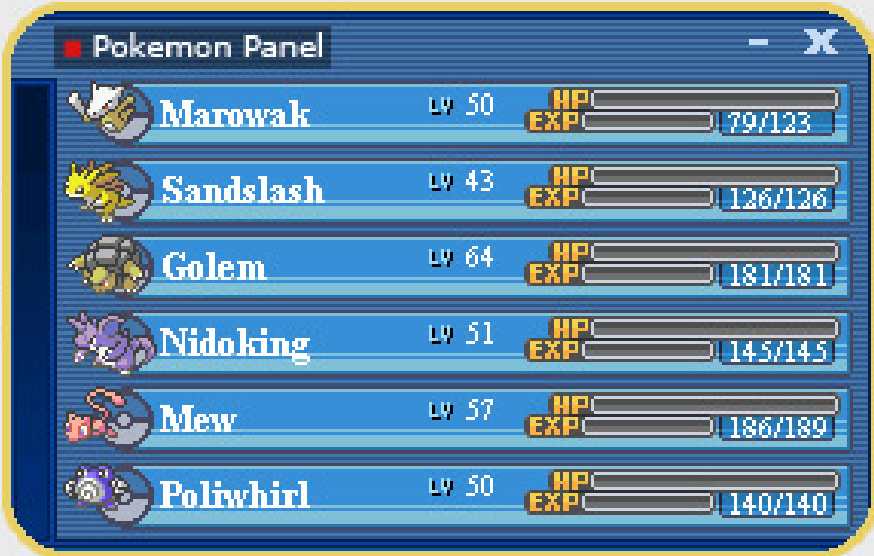 Pokemon Panel
Marowak Lv 50 HP
EXP 79/123
Sandslash Lv 43 HP
EXP 126/126
Golem Lv 64 HP
EXP 181/181
Nidoking Lv 51 HP
EXP 145/145
Mew Lv 57 HP
EXP 186/189
Poliwhirl Lv 50 HP
EXP 140/140